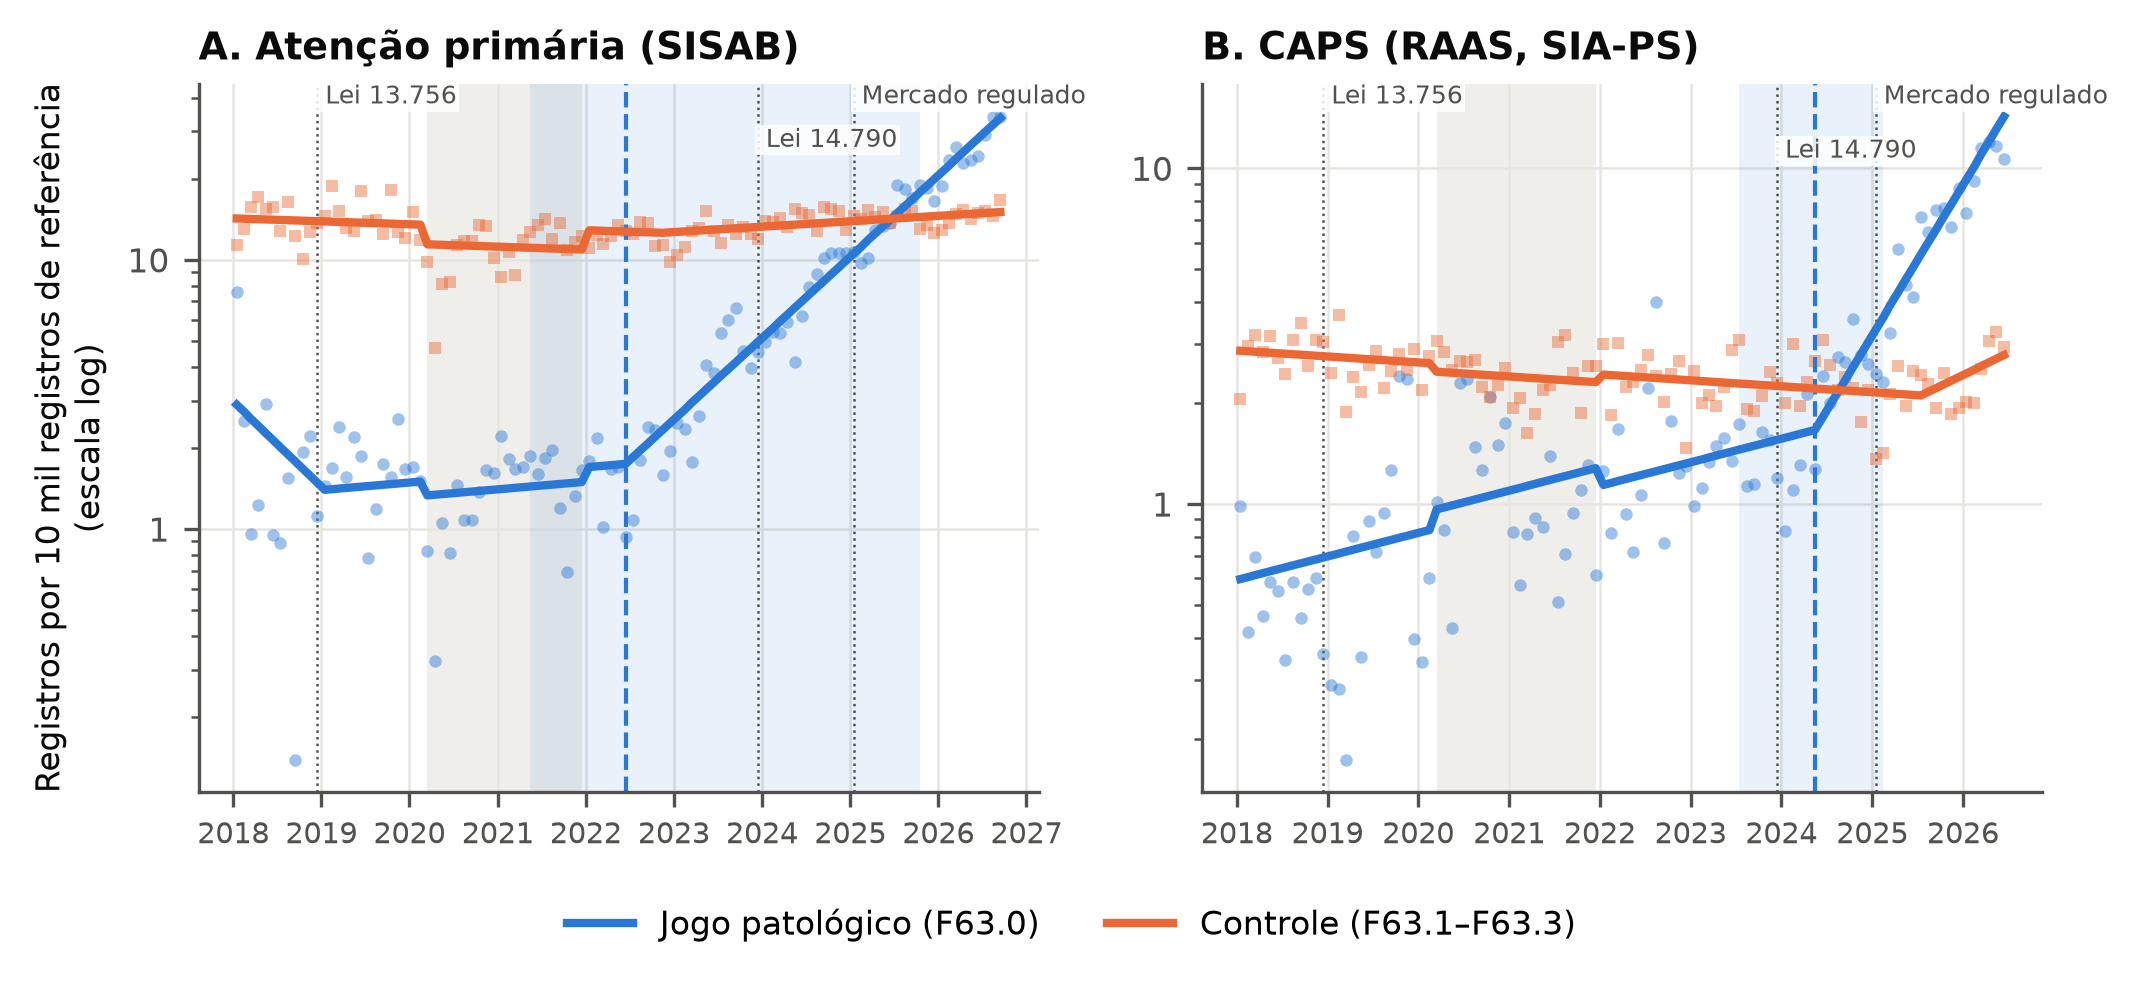 A. Atenção primária (SISAB)
Registros por 10 mil registros de referência
(escala log)
10
1
Lei 13.756
Lei 14.790
Mercado regulado
2018 2019 2020 2021 2022 2023 2024 2025 2026 2027
B. CAPS (RAAS, SIA-PS)
10
1
Lei 13.756
Mercado regulado
Lei 14.790
2018 2019 2020 2021 2022 2023 2024 2025 2026
Jogo patológico (F63.0)
Controle (F63.1–F63.3)